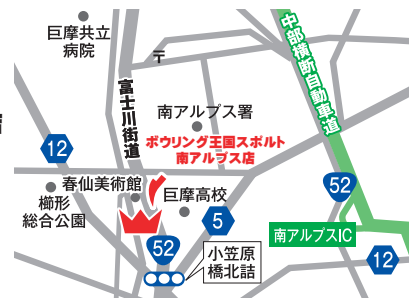 巨摩共立
病院
〒
中部横断自動車道
富士川街道
南アルプス署
ボウリング王国スポルト
南アルプス店
12
春仙美術館
巨摩高校
52
櫛形
総合公園
5
52
南アルプスIC
小笠原
橋北詰
12